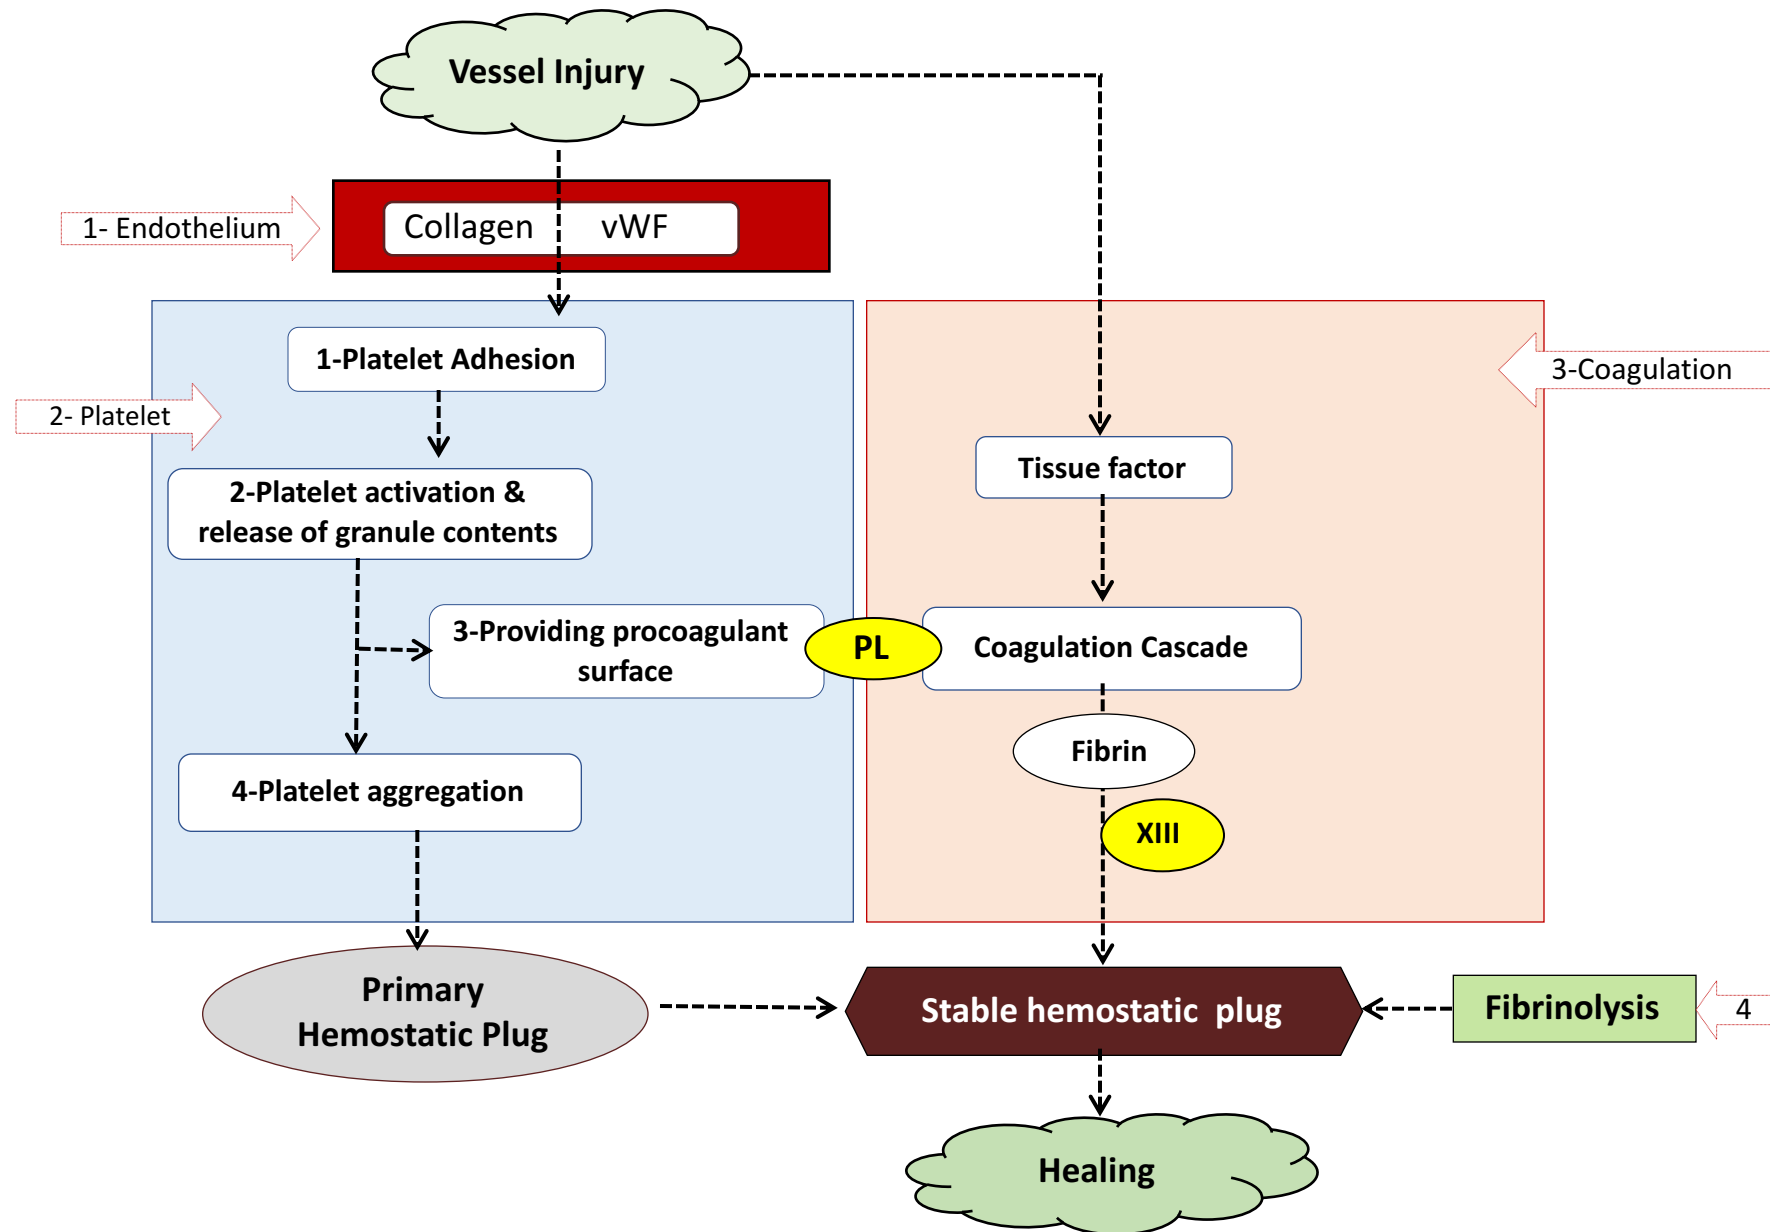 Vessel Injury
1- Endothelium
Collagen vWF
1-Platelet Adhesion
2- Platelet
3-Coagulation
2-Platelet activation &
release of granule contents
Tissue factor
3-Providing procoagulant
surface
PL
Coagulation Cascade
Fibrin
4-Platelet aggregation
XIII
Primary
Hemostatic Plug
Stable hemostatic plug
Fibrinolysis
4
Healing